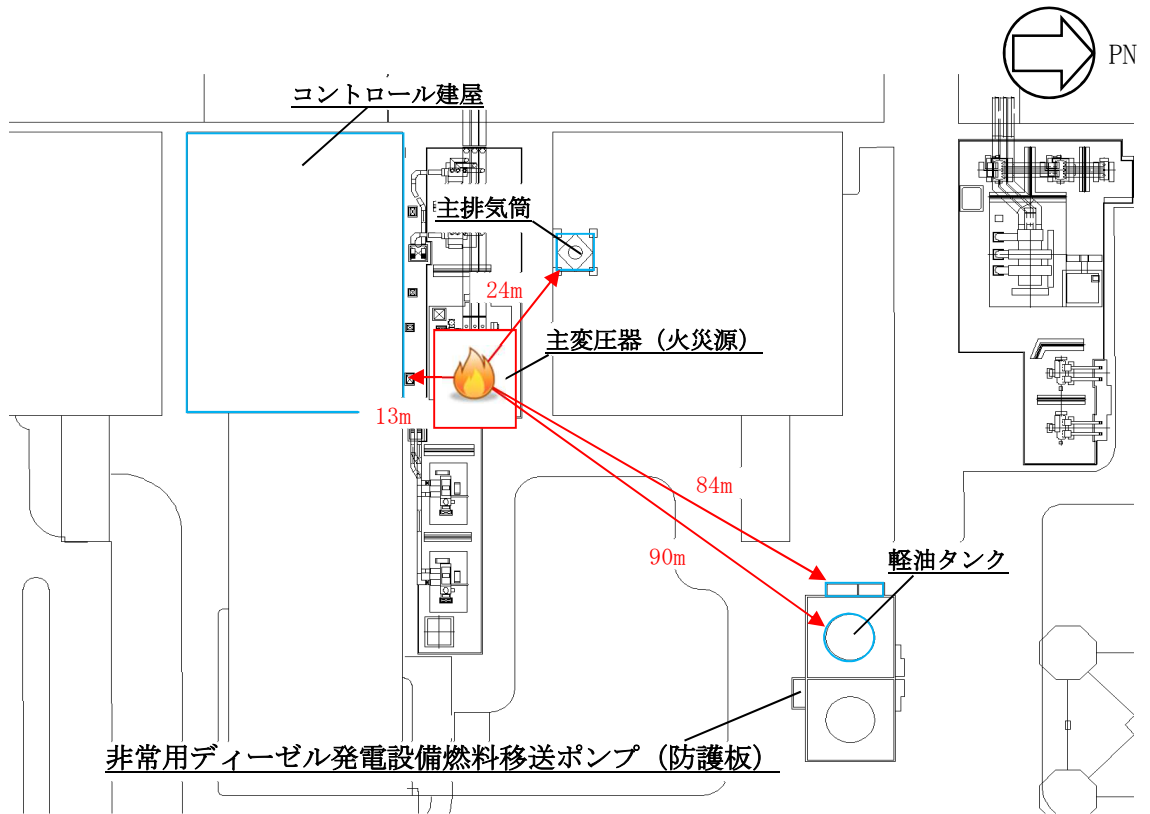 PN
コントロール建屋
主排気筒
24m
主変圧器（火災源）
13m
84m
90m
軽油タンク
非常用ディーゼル発電設備燃料移送ポンプ（防護板）